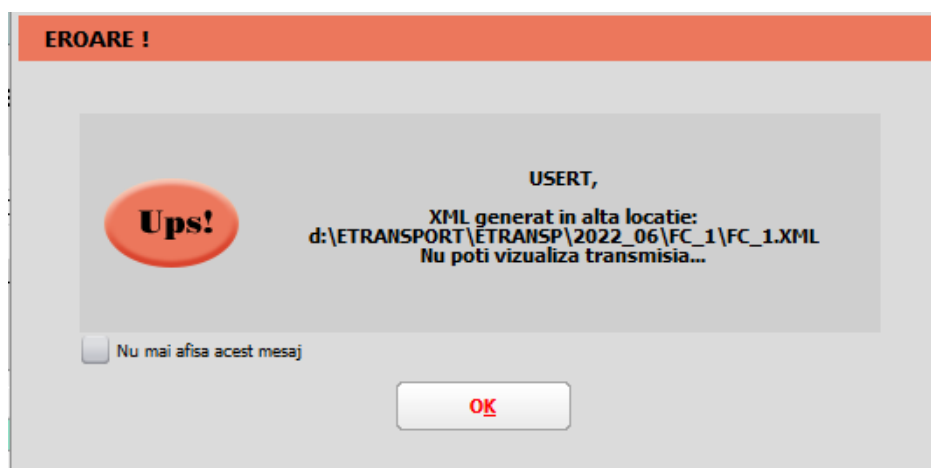 EROARE !
Ups!
USERT,
XML generat in alta locatie:
d:\ETRANSPORT\ETRANSP\2022_06\FC_1\FC_1.XML
Nu poti vizualiza transmisia...
Nu mai afisa acest mesaj
OK